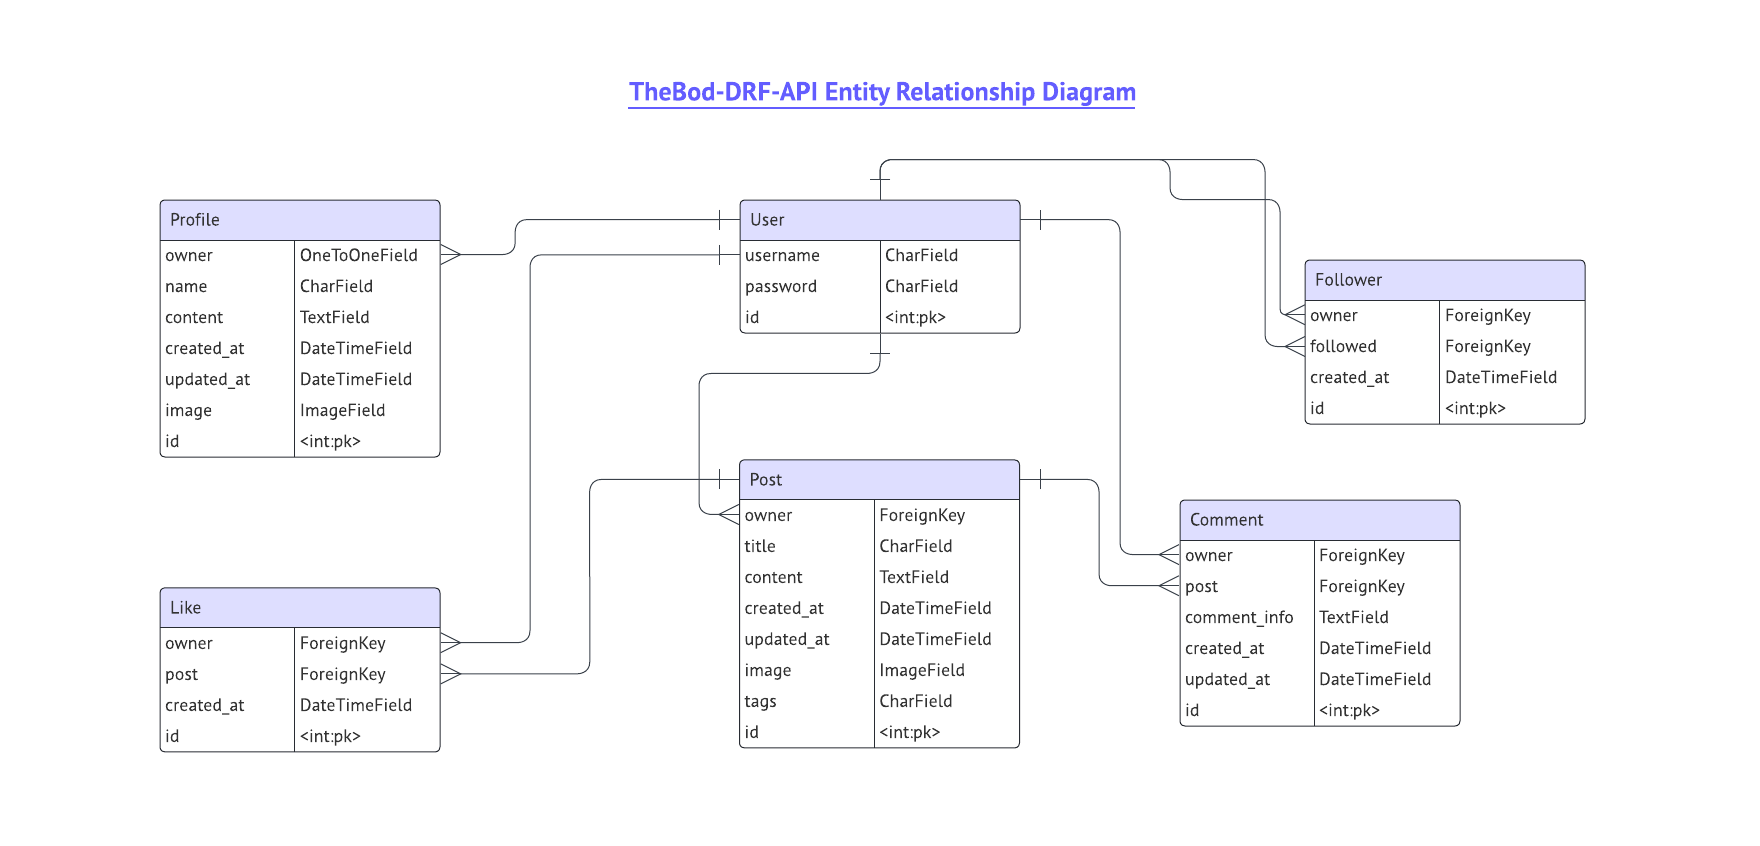 TheBod-DRF-API Entity Relationship Diagram
Profile
owner OneToOneField
name CharField
content TextField
created_at DateTimeField
updated_at DateTimeField
image ImageField
id <int:pk>
User
username CharField
password CharField
id <int:pk>
Follower
owner ForeignKey
followed ForeignKey
created_at DateTimeField
id <int:pk>
Like
owner ForeignKey
post ForeignKey
created_at DateTimeField
id <int:pk>
Post
owner ForeignKey
title CharField
content TextField
created_at DateTimeField
updated_at DateTimeField
image ImageField
tags CharField
id <int:pk>
Comment
owner ForeignKey
post ForeignKey
comment_info TextField
created_at DateTimeField
updated_at DateTimeField
id <int:pk>